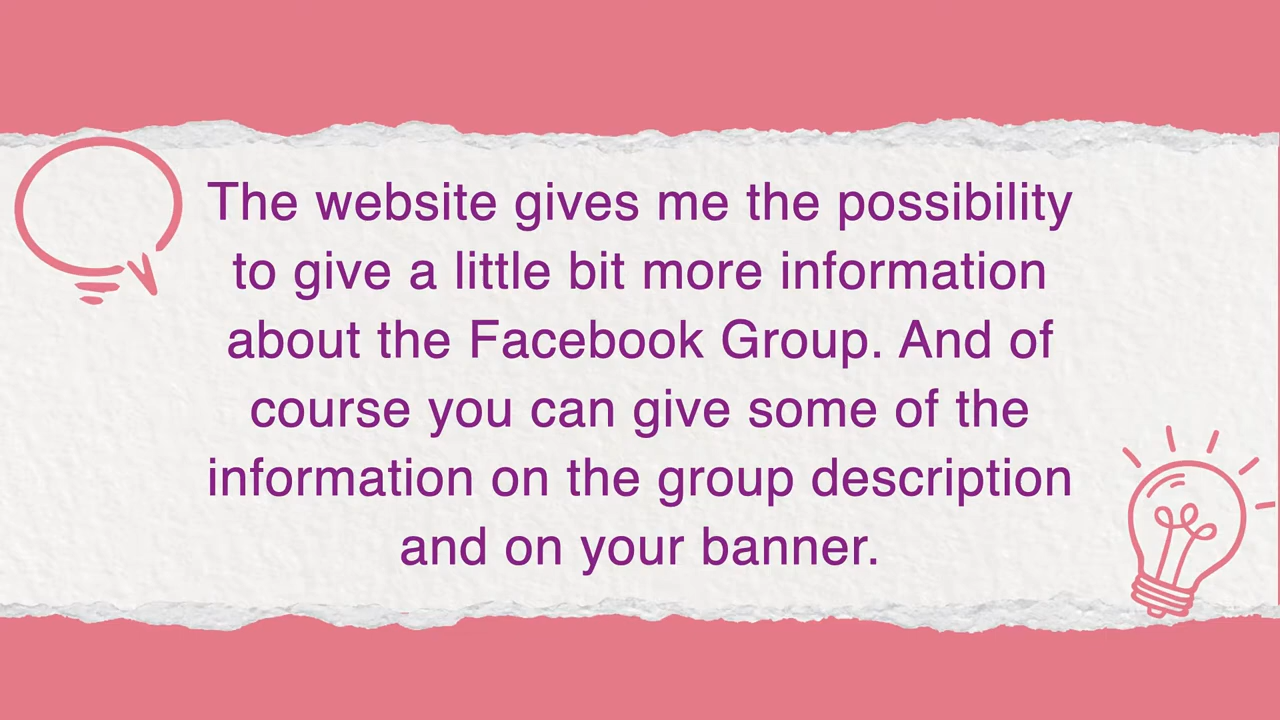 The website gives me the possibility
to give a little bit more information
about the Facebook Group. And of
course you can give some of the
information on the group description
and on your banner.